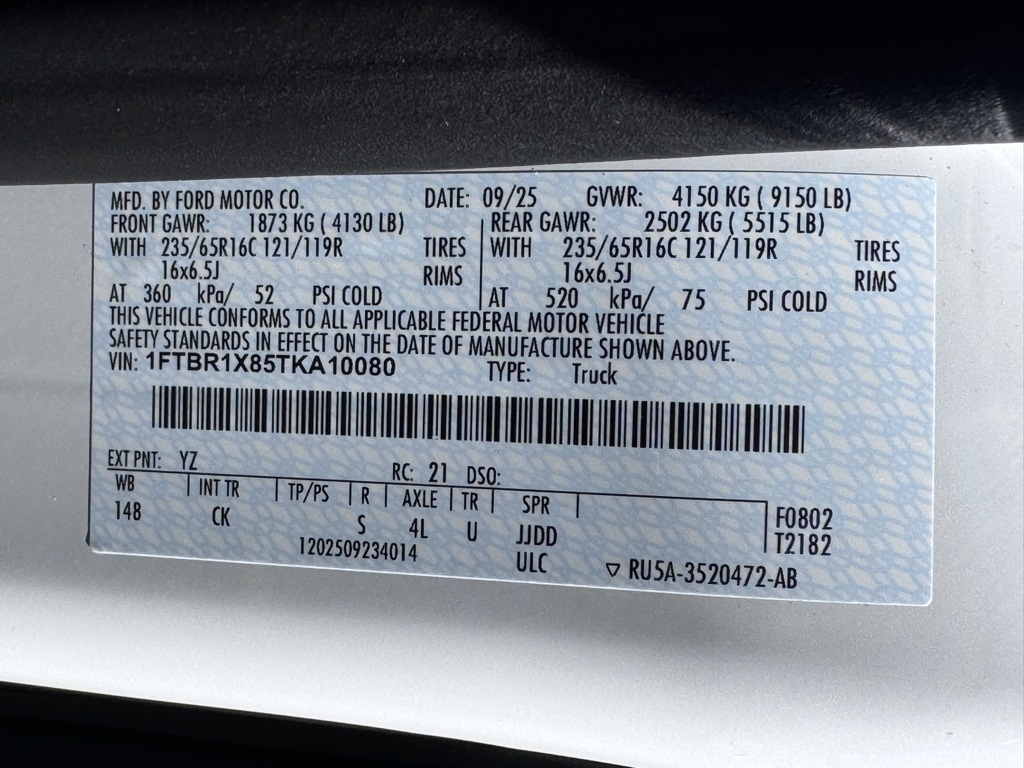 MFD. BY FORD MOTOR CO. DATE: 09/25 GVWR: 4150 KG ( 9150 LB)
FRONT GAWR: 1873 KG ( 4130 LB) REAR GAWR: 2502 KG ( 5515 LB)
WITH 235/65R16C 121/119R TIRES WITH 235/65R16C 121/119R TIRES
16x6.5J RIMS 16x6.5J RIMS
AT 360 kPa/ 52 PSI COLD AT 520 kPa/ 75 PSI COLD
THIS VEHICLE CONFORMS TO ALL APPLICABLE FEDERAL MOTOR VEHICLE
SAFETY STANDARDS IN EFFECT ON THE DATE OF MANUFACTURE SHOWN ABOVE.
VIN: 1FTBR1X85TKA10080 TYPE: Truck
EXT PNT: YZ RC: 21 DSO:
WB INT TR TP/PS R AXLE TR SPR
148 CK S 4L U JJDD F0802
1202509234014 ULC T2182
RU5A-3520472-AB